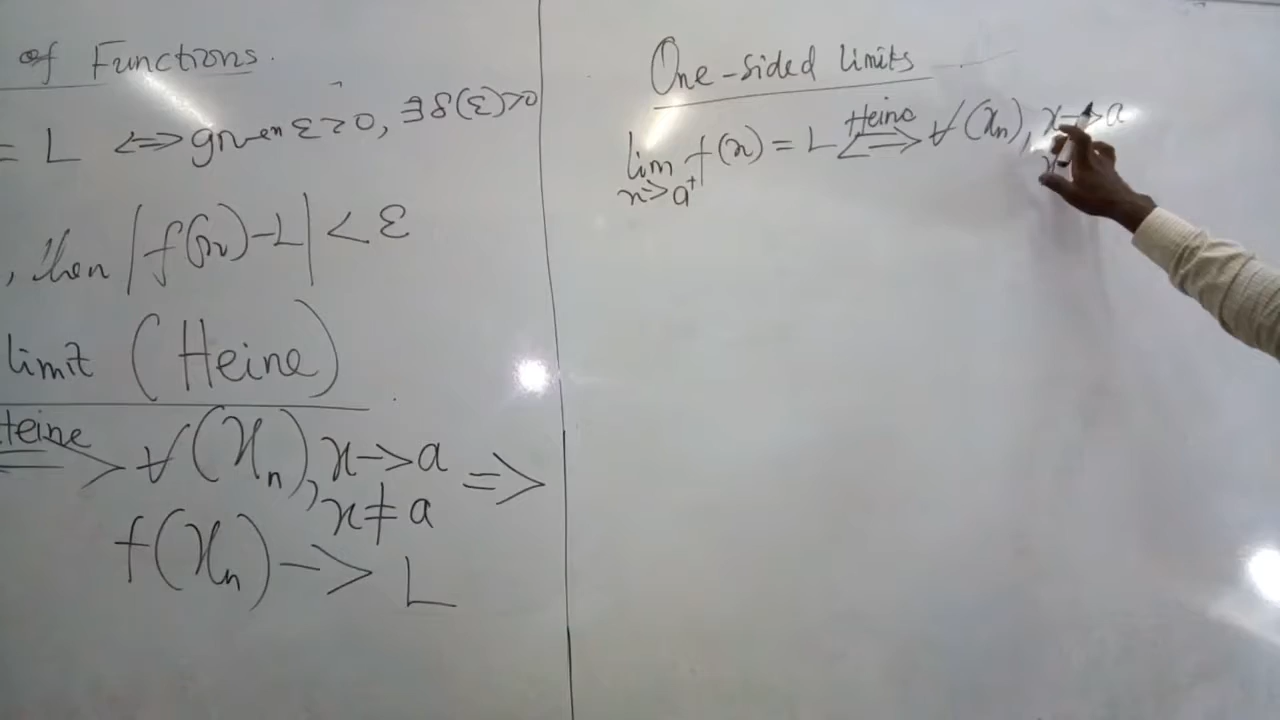 of Functions.
= L <=> given ε>0, ∃δ(ε)>0
, then |f(x)-L| < ε
limit (Heine)
Heine
=> ∀(xₙ), x->a =>
x≠a
f(xₙ) -> L
One-sided limits
lim f(x) = L <=> Heine ∀(xₙ), x->a
x->a⁺